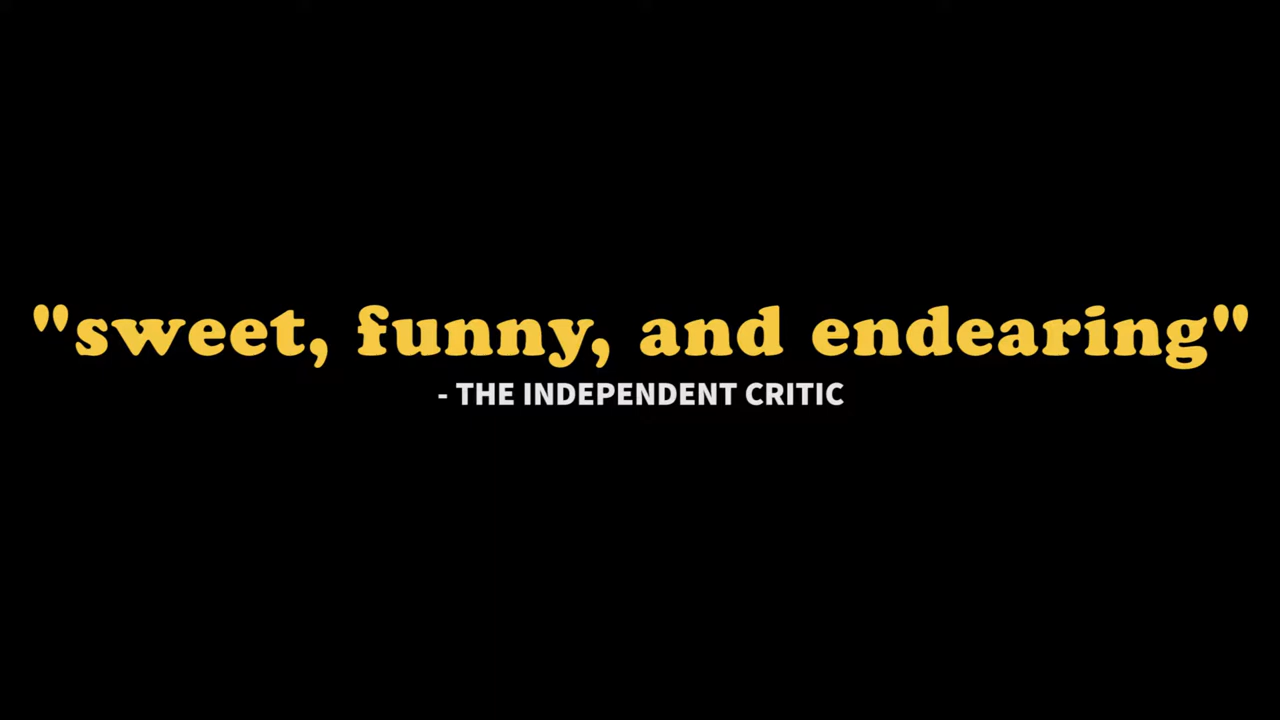 "sweet, funny, and endearing"
- THE INDEPENDENT CRITIC